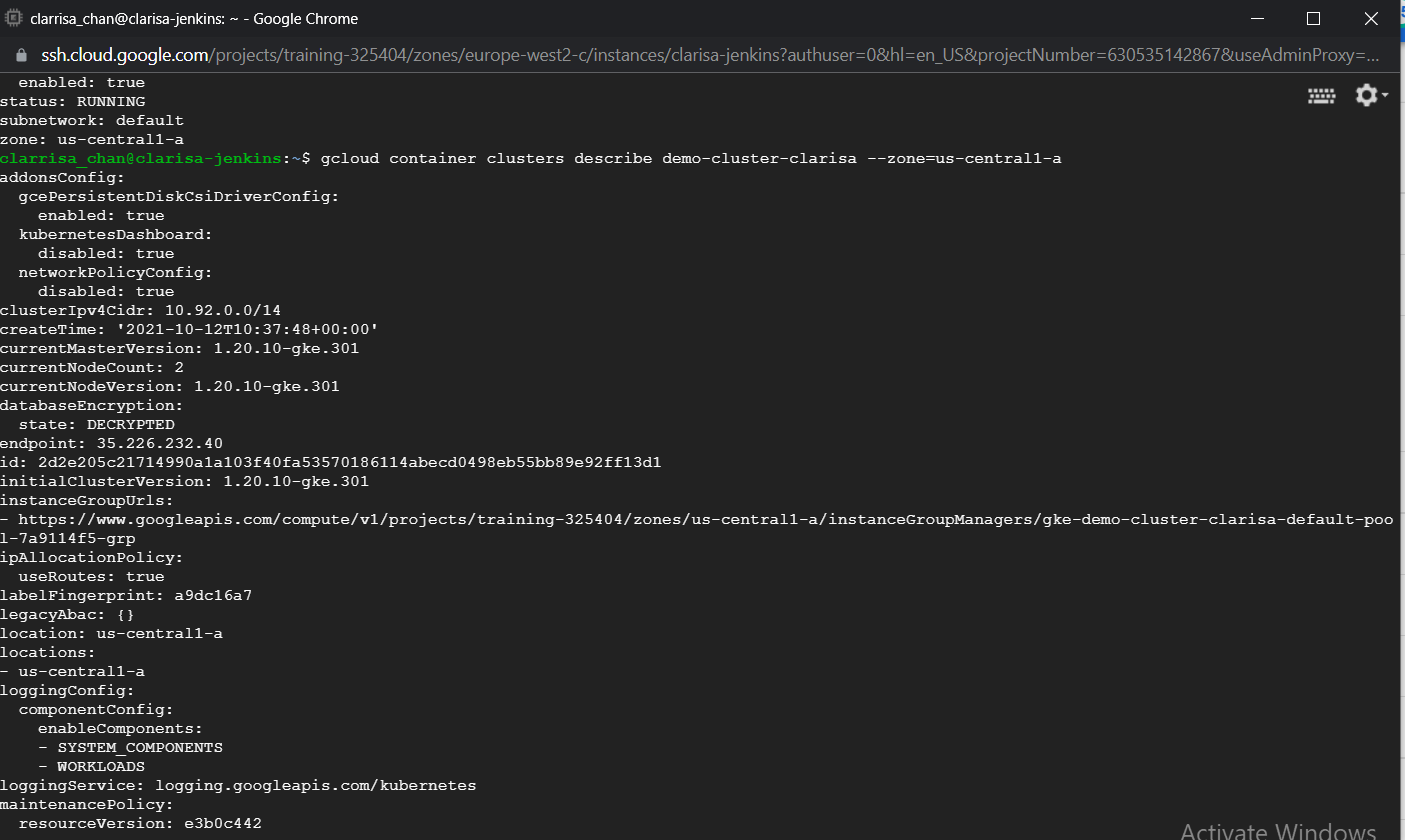 clarrisa_chan@clarisa-jenkins: ~ - Google Chrome
ssh.cloud.google.com/projects/training-325404/zones/europe-west2-c/instances/clarisa-jenkins?authuser=0&hl=en_US&projectNumber=630535142867&useAdminProxy=...
  enabled: true
status: RUNNING
subnetwork: default
zone: us-central1-a
clarrisa_chan@clarisa-jenkins:~$ gcloud container clusters describe demo-cluster-clarisa --zone=us-central1-a
addonsConfig:
  gcePersistentDiskCsiDriverConfig:
    enabled: true
  kubernetesDashboard:
    disabled: true
  networkPolicyConfig:
    disabled: true
clusterIpv4Cidr: 10.92.0.0/14
createTime: '2021-10-12T10:37:48+00:00'
currentMasterVersion: 1.20.10-gke.301
currentNodeCount: 2
currentNodeVersion: 1.20.10-gke.301
databaseEncryption:
  state: DECRYPTED
endpoint: 35.226.232.40
id: 2d2e205c21714990a1a103f40fa53570186114abecd0498eb55bb89e92ff13d1
initialClusterVersion: 1.20.10-gke.301
instanceGroupUrls:
- https://www.googleapis.com/compute/v1/projects/training-325404/zones/us-central1-a/instanceGroupManagers/gke-demo-cluster-clarisa-default-poo
l-7a9114f5-grp
ipAllocationPolicy:
  useRoutes: true
labelFingerprint: a9dc16a7
legacyAbac: {}
location: us-central1-a
locations:
- us-central1-a
loggingConfig:
  componentConfig:
    enableComponents:
    - SYSTEM_COMPONENTS
    - WORKLOADS
loggingService: logging.googleapis.com/kubernetes
maintenancePolicy:
  resourceVersion: e3b0c442
Activate Windows